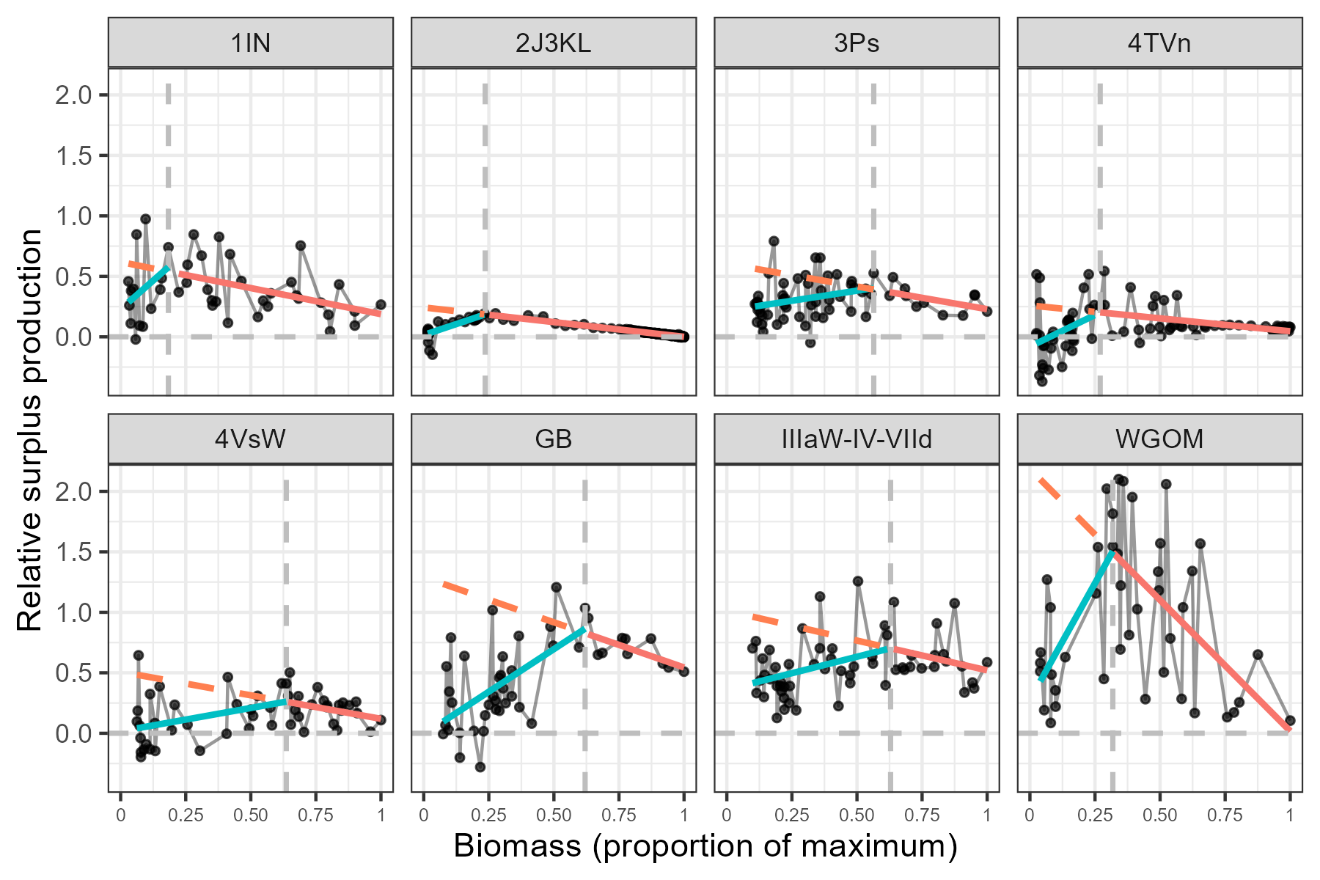 1IN 2J3KL 3Ps 4TVn
2.0
1.5
1.0
0.5
0.0
Relative surplus production
4VsW GB IIIaW-IV-VIId WGOM
2.0
1.5
1.0
0.5
0.0
0 0.25 0.50 0.75 1 0 0.25 0.50 0.75 1 0 0.25 0.50 0.75 1 0 0.25 0.50 0.75 1
Biomass (proportion of maximum)